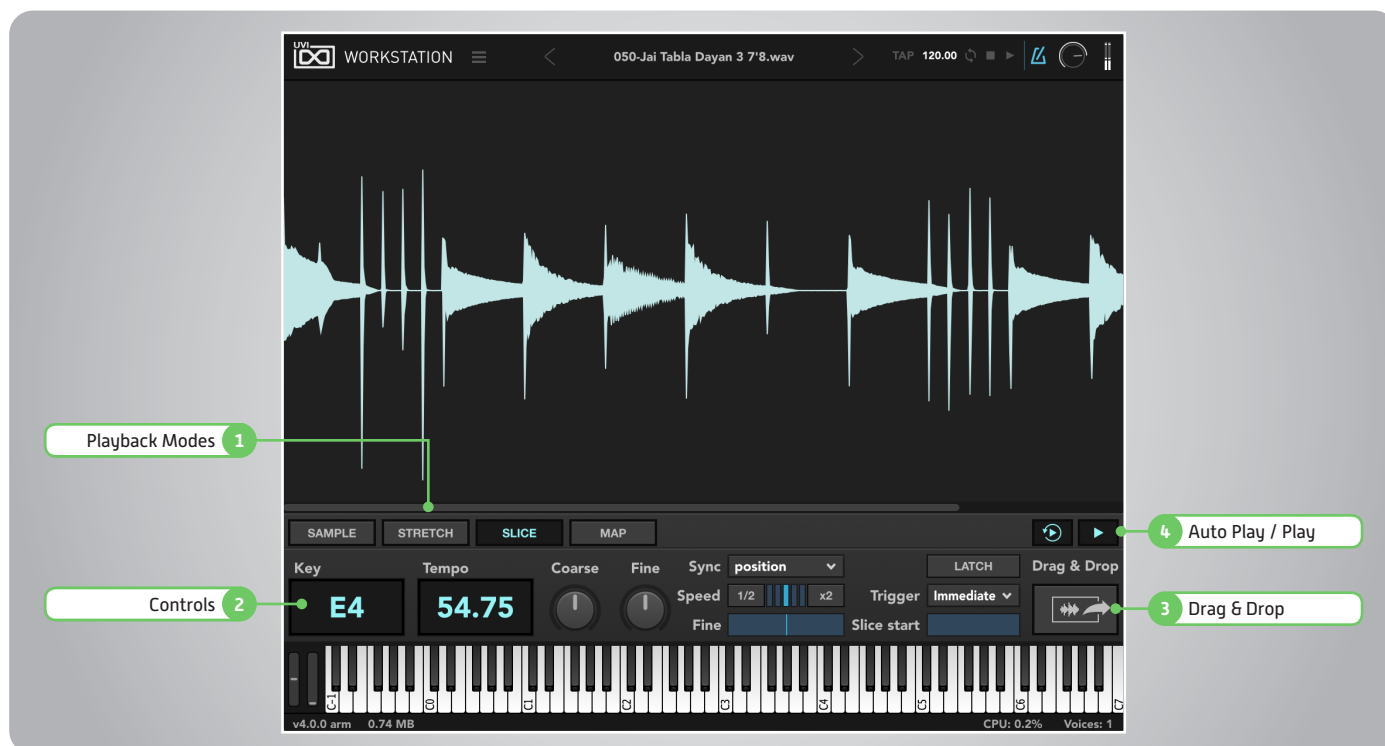 UVI WORKSTATION 050-Jai Tabla Dayan 3 7'8.wav TAP 120.00
Playback Modes 1
SAMPLE STRETCH SLICE MAP
4 Auto Play / Play
Key Tempo Coarse Fine Sync position LATCH Drag & Drop
Controls 2
E4 54.75 Speed 1/2 x2 Trigger Immediate
3 Drag & Drop
Fine Slice start
C-1 C0 C1 C2 C3 C4 C5 C6 C7
v4.0.0 arm 0.74 MB CPU: 0.2% Voices: 1